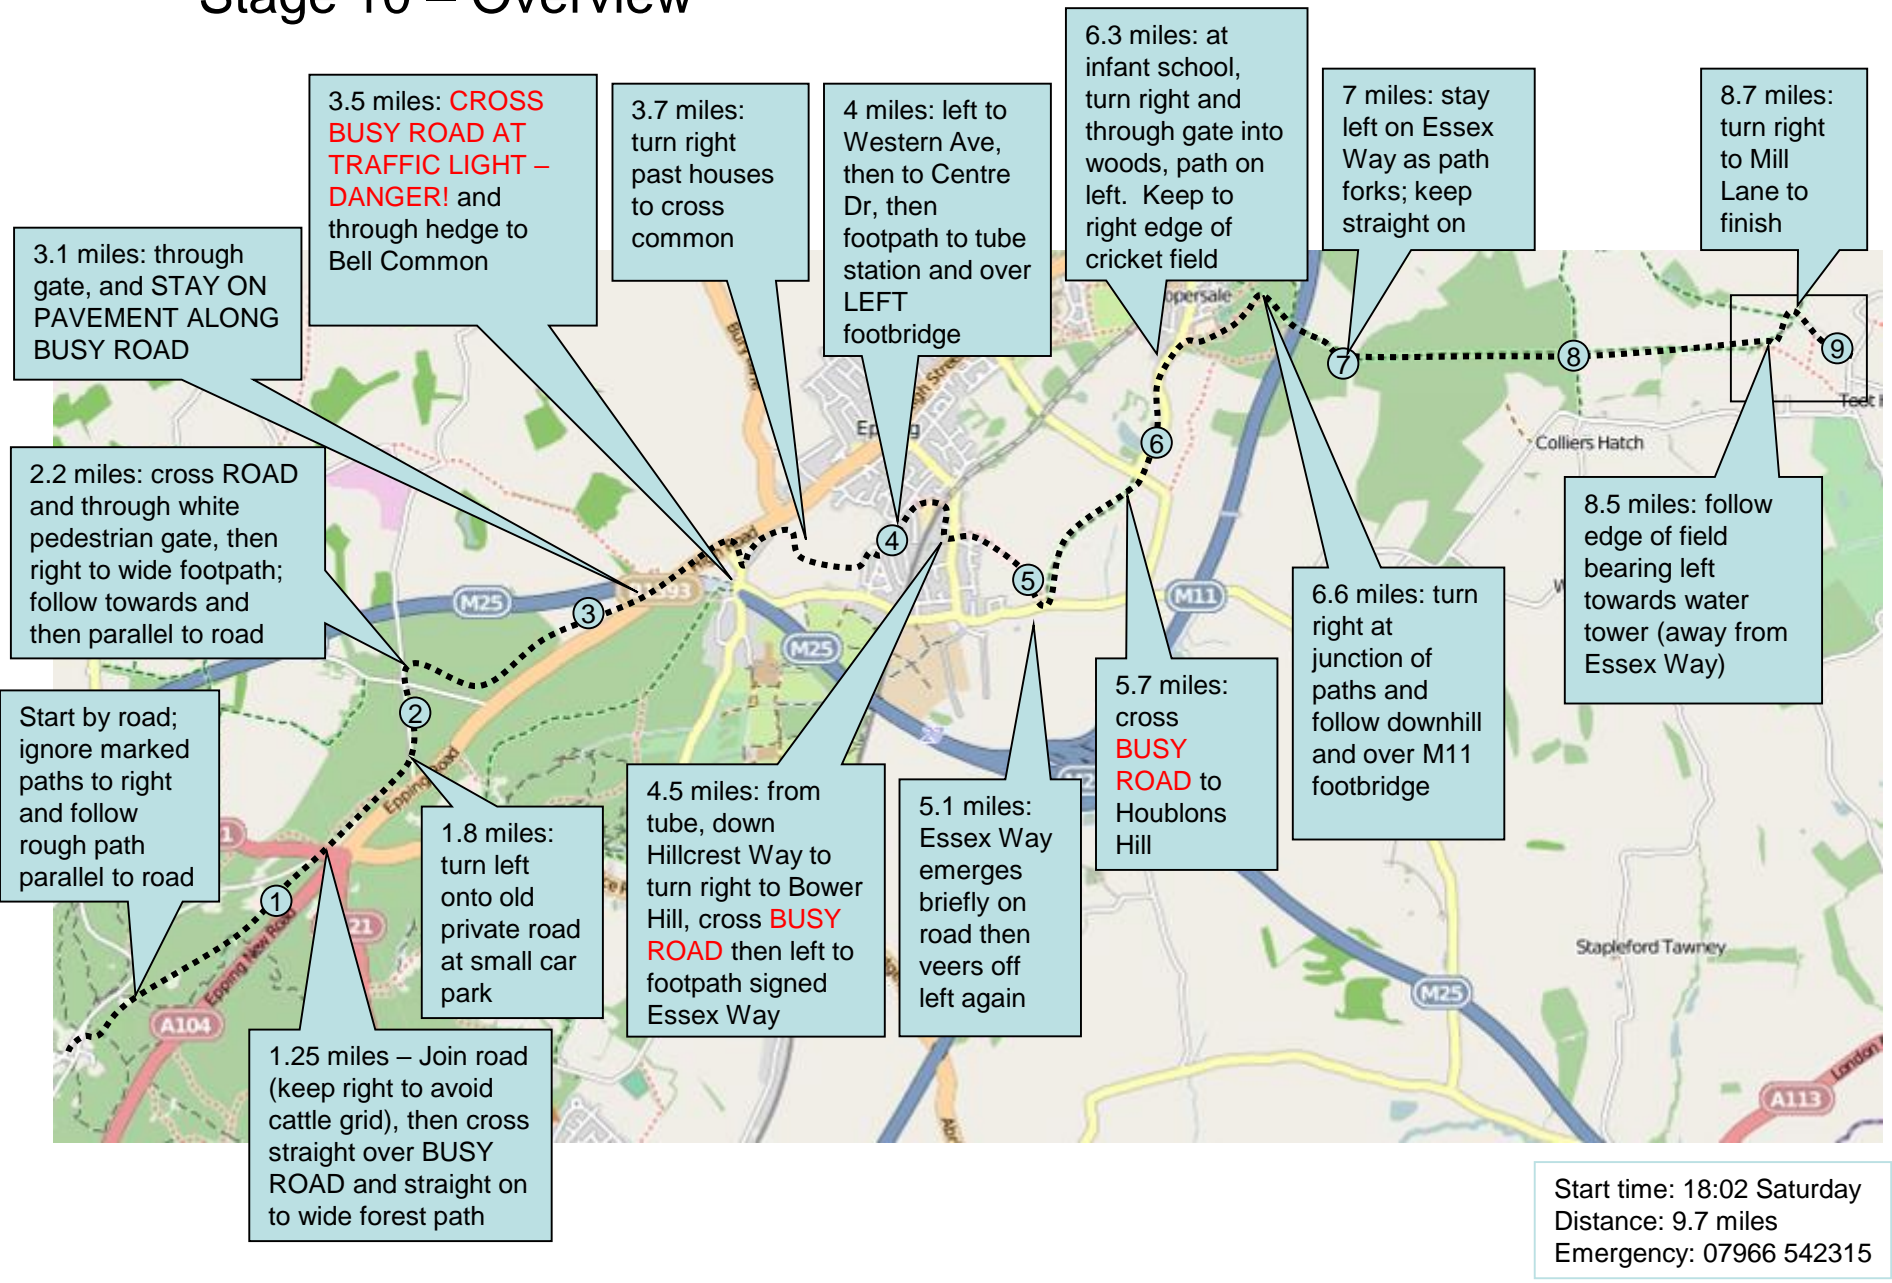 Stage 10 – Overview
6.3 miles: at
infant school,
turn right and
through gate into
woods, path on
left.  Keep to
right edge of
cricket field
3.5 miles: CROSS
BUSY ROAD AT
TRAFFIC LIGHT –
DANGER! and
through hedge to
Bell Common
3.7 miles:
turn right
past houses
to cross
common
4 miles: left to
Western Ave,
then to Centre
Dr, then
footpath to tube
station and over
LEFT
footbridge
7 miles: stay
left on Essex
Way as path
forks; keep
straight on
8.7 miles:
turn right
to Mill
Lane to
finish
3.1 miles: through
gate, and STAY ON
PAVEMENT ALONG
BUSY ROAD
2.2 miles: cross ROAD
and through white
pedestrian gate, then
right to wide footpath;
follow towards and
then parallel to road
Start by road;
ignore marked
paths to right
and follow
rough path
parallel to road
1.8 miles:
turn left
onto old
private road
at small car
park
1.25 miles – Join road
(keep right to avoid
cattle grid), then cross
straight over BUSY
ROAD and straight on
to wide forest path
4.5 miles: from
tube, down
Hillcrest Way to
turn right to Bower
Hill, cross BUSY
ROAD then left to
footpath signed
Essex Way
5.1 miles:
Essex Way
emerges
briefly on
road then
veers off
left again
5.7 miles:
cross
BUSY
ROAD to
Houblons
Hill
6.6 miles: turn
right at
junction of
paths and
follow downhill
and over M11
footbridge
8.5 miles: follow
edge of field
bearing left
towards water
tower (away from
Essex Way)
opersale
Epping
High Road
Epping Road
Epping New Road
Colliers Hatch
Stapleford Tawney
Toot H
London
M25
M25
M25
M11
A104
A113
21
1
2
3
4
5
6
7
8
9
Start time: 18:02 Saturday
Distance: 9.7 miles
Emergency: 07966 542315